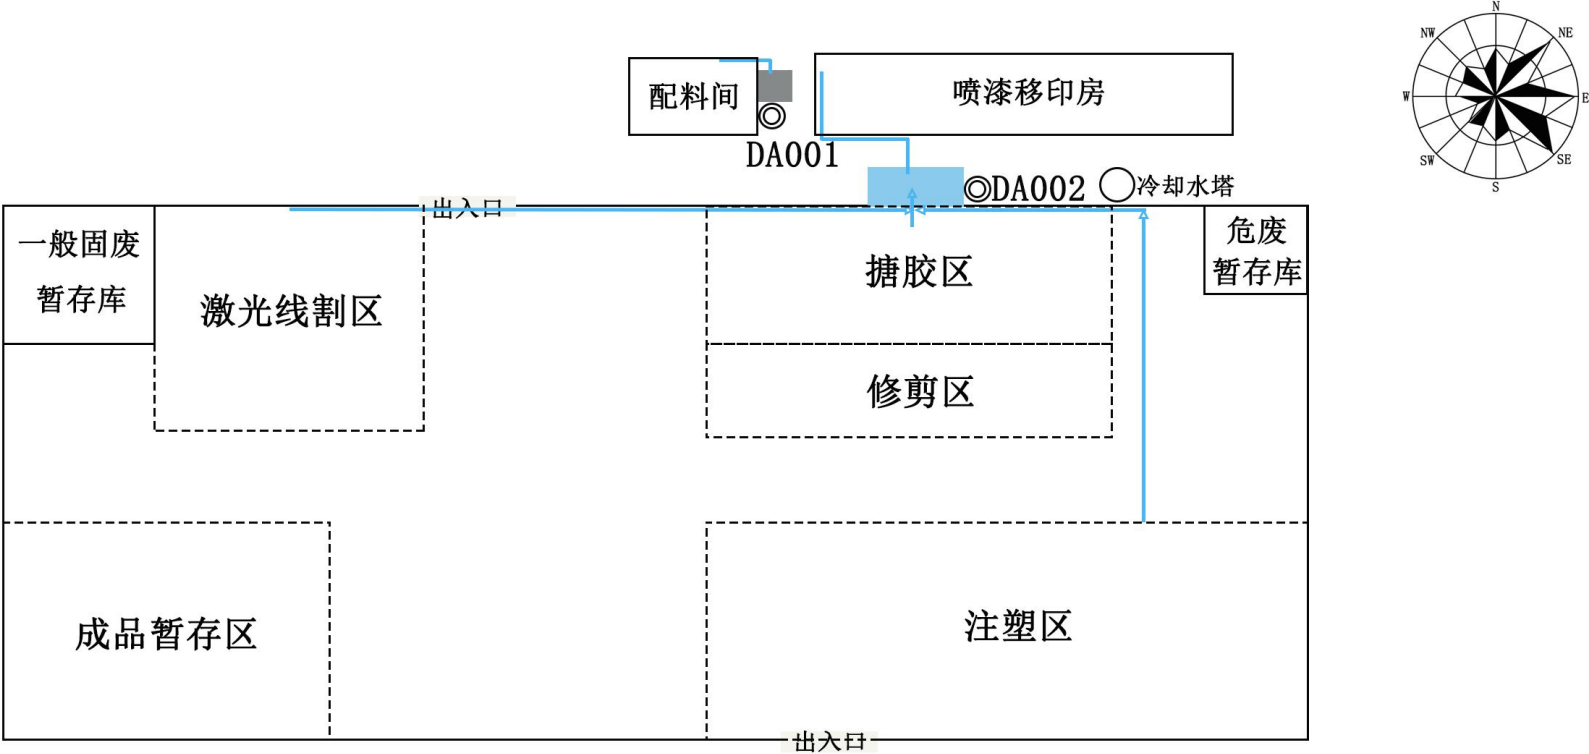 N
NW
NE
W
E
SW
SE
S
配料间
喷漆移印房
DA001
DA002
冷却水塔
出入口
一般固废
暂存库
激光线割区
搪胶区
危废
暂存库
修剪区
成品暂存区
注塑区
出入口